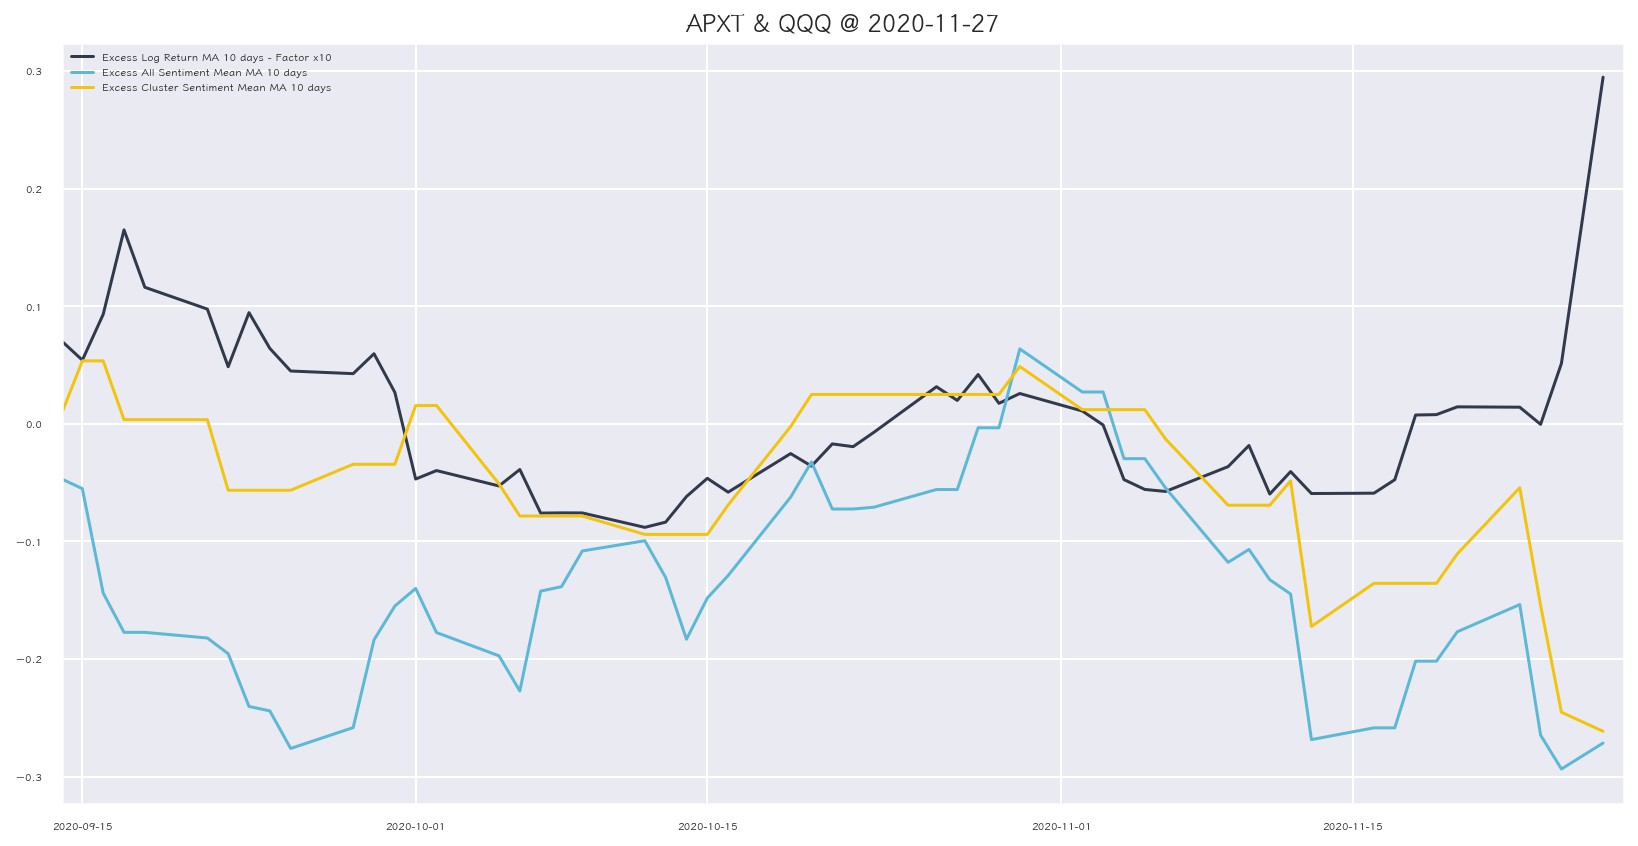 APXT & QQQ @ 2020-11-27
Excess Log Return MA 10 days - Factor x10
Excess All Sentiment Mean MA 10 days
Excess Cluster Sentiment Mean MA 10 days
0.3
0.2
0.1
0.0
−0.1
−0.2
−0.3
2020-09-15 2020-10-01 2020-10-15 2020-11-01 2020-11-15